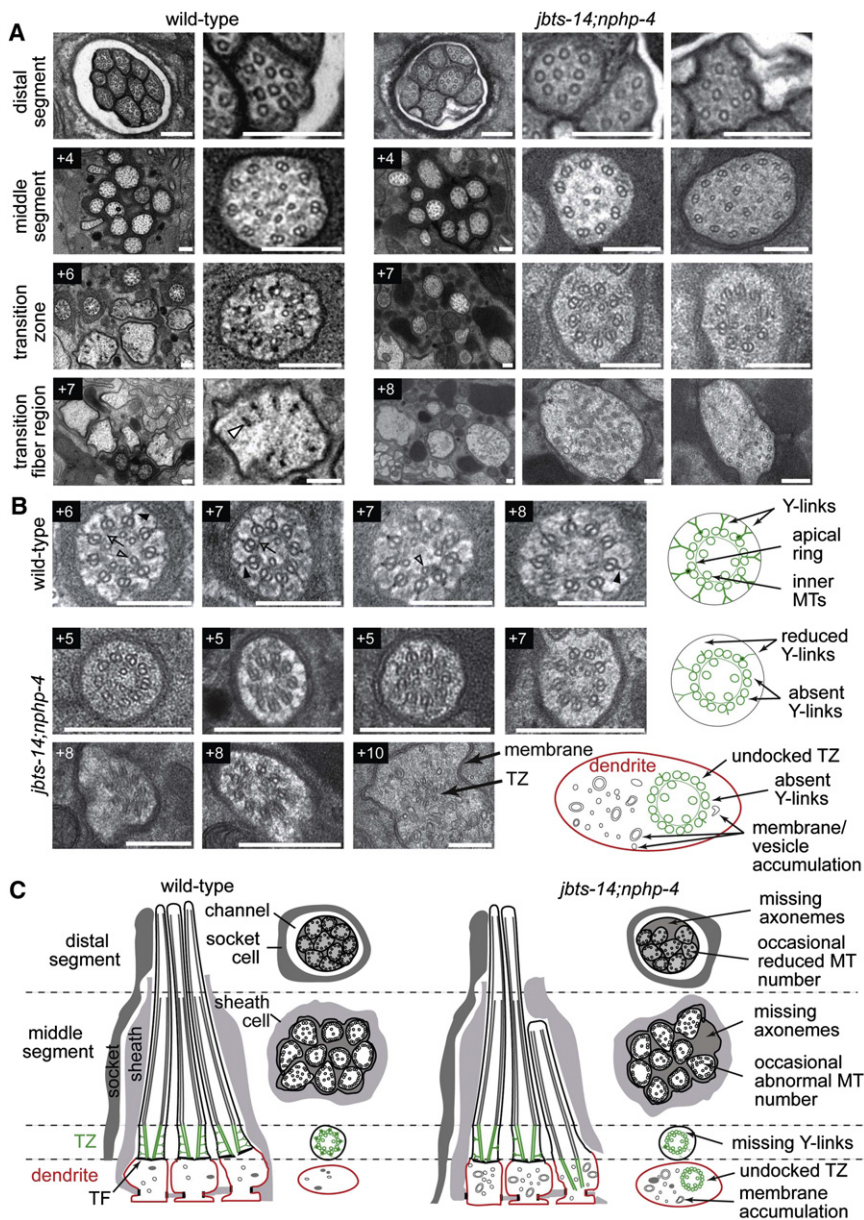 A
wild-type
jbts-14;nphp-4
distal
segment
middle
segment
+4
+4
transition
zone
+6
+7
transition
fiber region
+7
+8
B
wild-type
+6
+7
+7
+8
Y-links
apical
ring
inner
MTs
jbts-14;nphp-4
+5
+5
+5
+7
reduced
Y-links
absent
Y-links
+8
+8
+10
membrane
TZ
dendrite
undocked TZ
absent
Y-links
membrane/
vesicle
accumulation
C
wild-type
jbts-14;nphp-4
distal
segment
channel
socket
cell
missing
axonemes
occasional
reduced MT
number
middle
segment
socket
sheath
sheath
cell
missing
axonemes
occasional
abnormal MT
number
TZ
missing Y-links
dendrite
TF
undocked TZ
membrane
accumulation